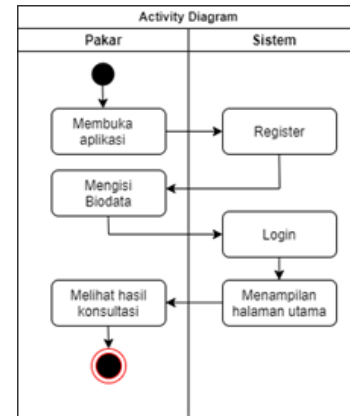 Activity Diagram
Pakar
Sistem
Membuka
aplikasi
Register
Mengisi
Biodata
Login
Melihat hasil
konsultasi
Menampilan
halaman utama